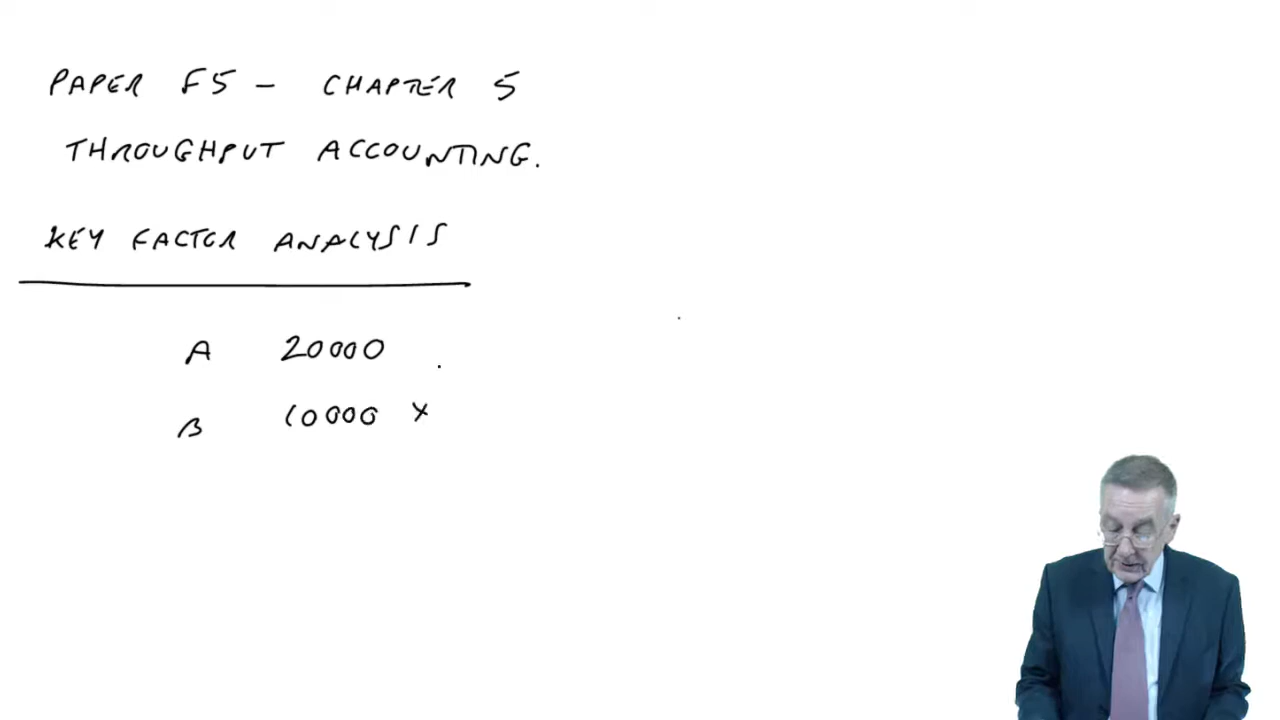 PAPER F5 - CHAPTER 5
THROUGHPUT ACCOUNTING.
KEY FACTOR ANALYSIS
A 20000
B 10000 x